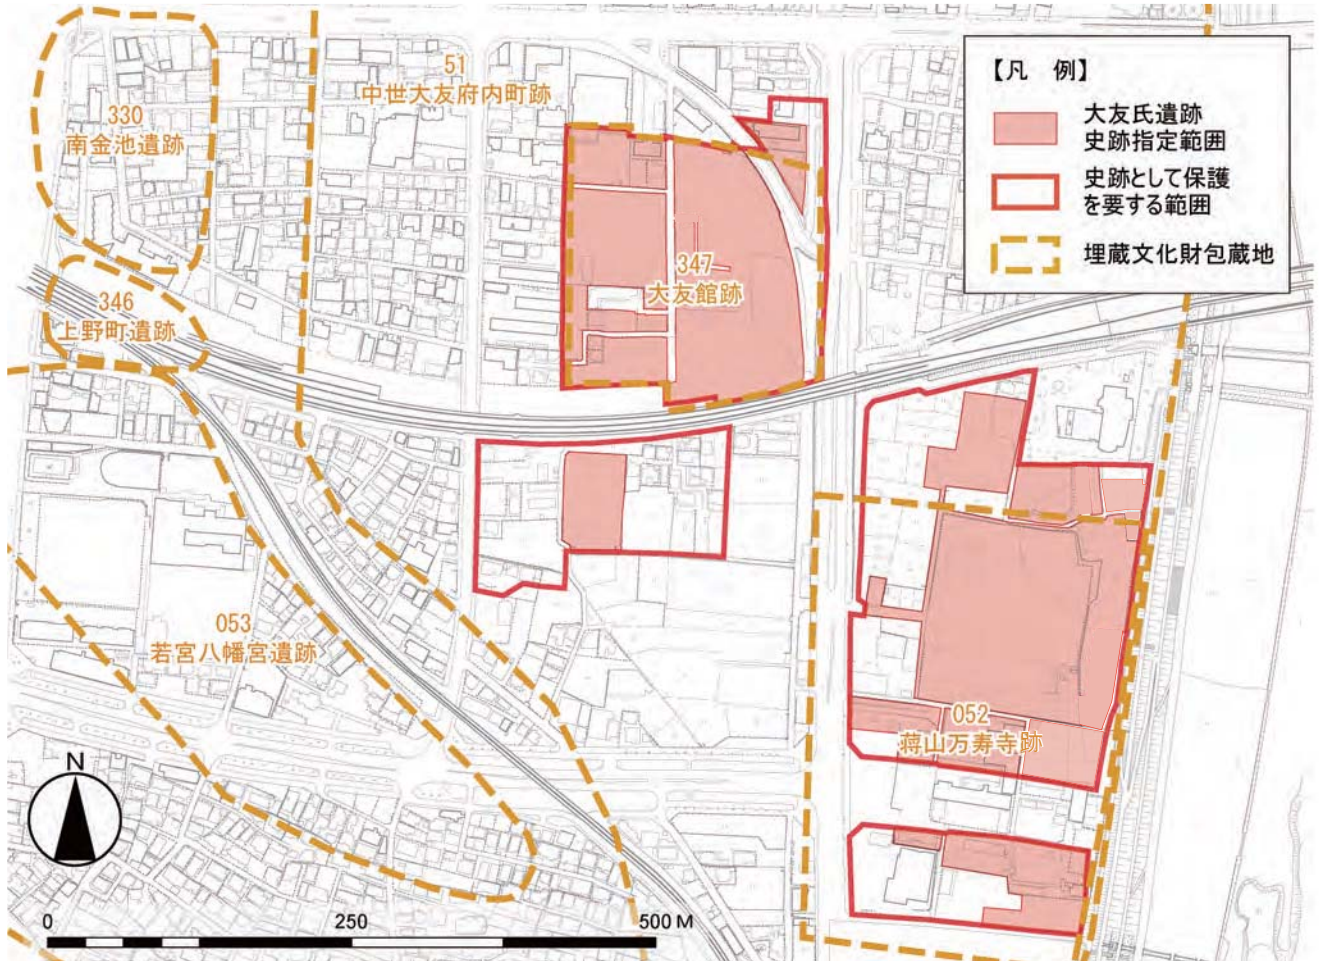 330
南金池遺跡
51
中世大友府内町跡
【凡　例】
大友氏遺跡
史跡指定範囲
史跡として保護
を要する範囲
埋蔵文化財包蔵地
347
大友館跡
346
上野町遺跡
053
若宮八幡宮遺跡
052
蒋山万寿寺跡
N
0 250 500 M